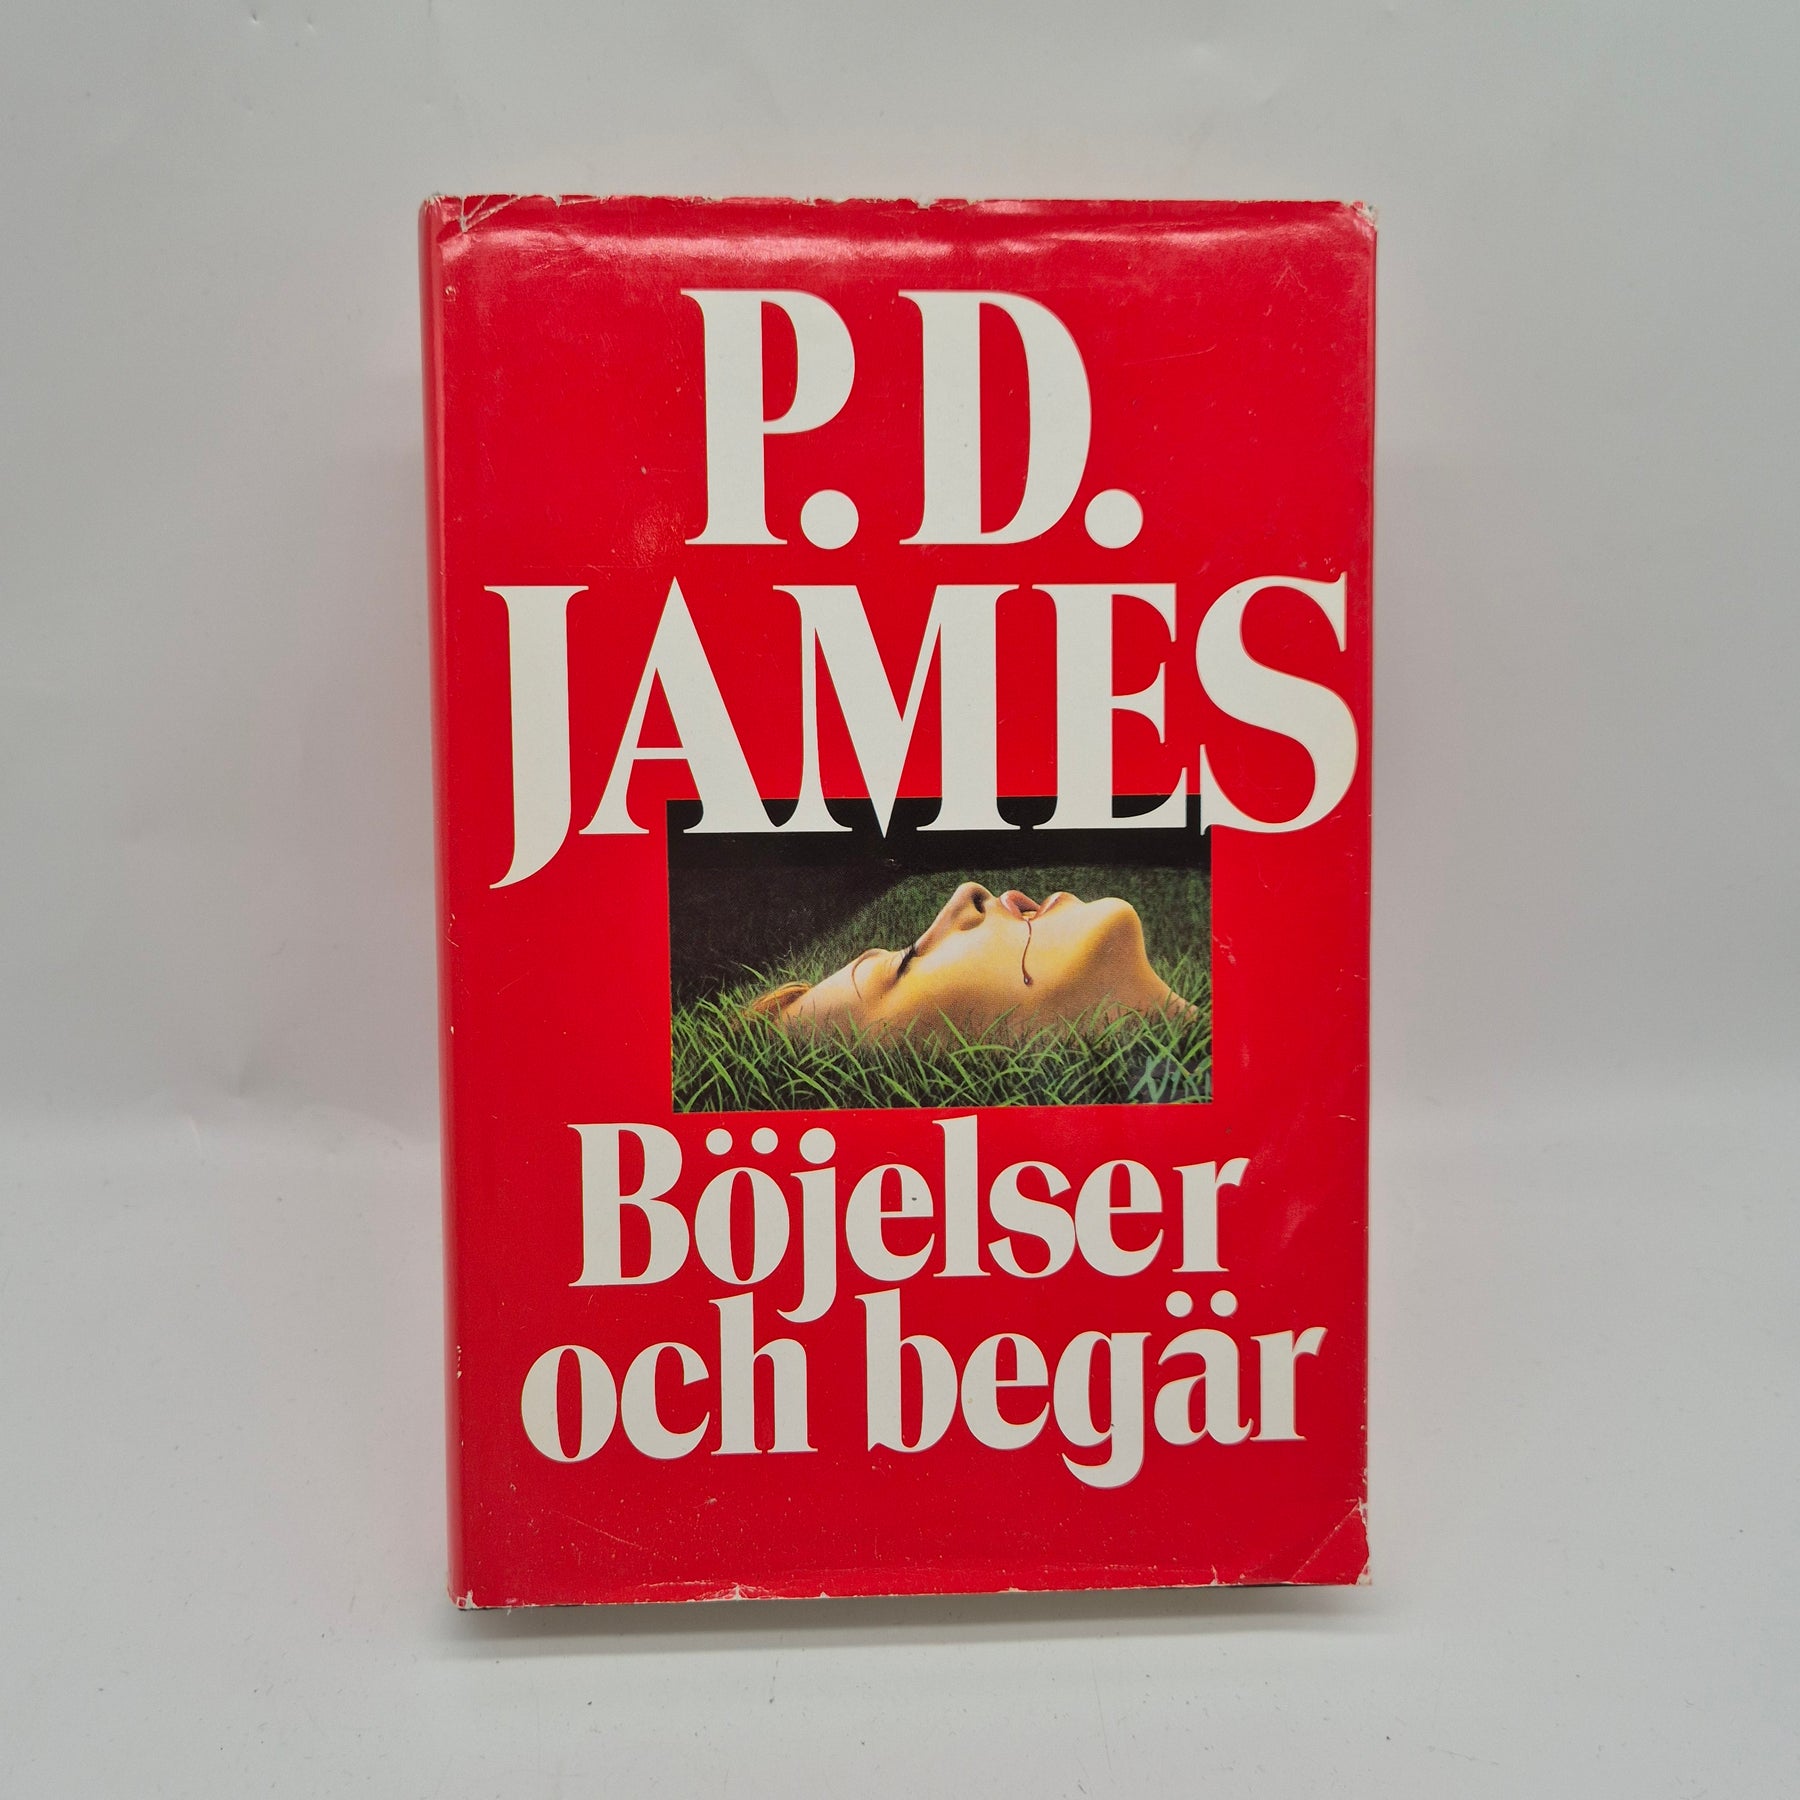 P. D.
JAMES
Böjelser
och begär